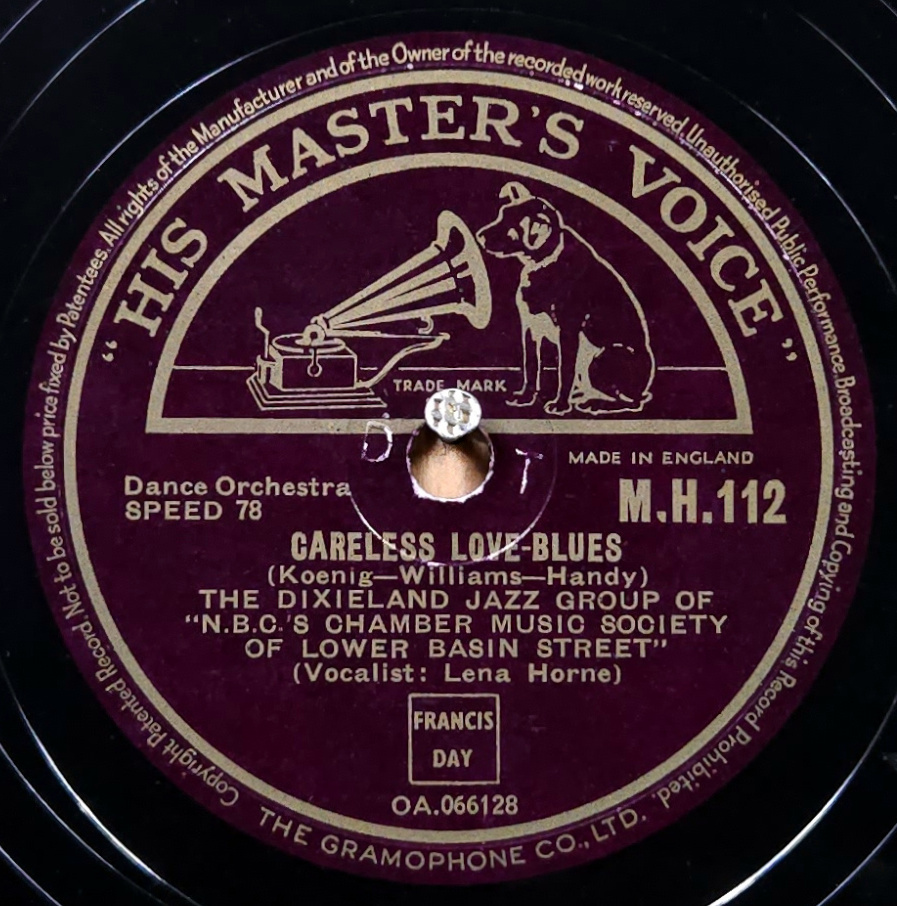 Copyright Patented Record. Not to be sold below price fixed by Patentees. All rights of the Manufacturer and of the Owner of the recorded work reserved. Unauthorised Public Performance. Broadcasting and Copying of this Record Prohibited.
“HIS MASTER'S VOICE”
TRADE MARK
D T
MADE IN ENGLAND
Dance Orchestra
SPEED 78
M.H.112
CARELESS LOVE-BLUES
(Koenig—Williams—Handy)
THE DIXIELAND JAZZ GROUP OF
“N.B.C.'S CHAMBER MUSIC SOCIETY
OF LOWER BASIN STREET”
(Vocalist: Lena Horne)
FRANCIS
DAY
OA.066128
THE GRAMOPHONE CO., LTD.